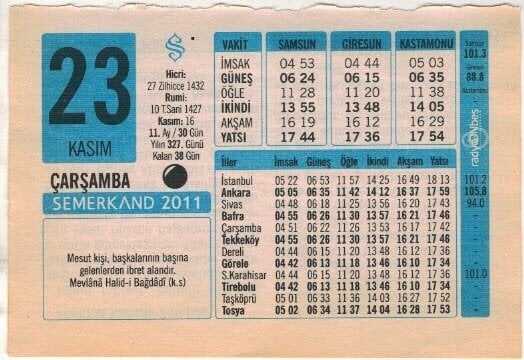 23
KASIM
ÇARŞAMBA
SEMERKAND 2011
Hicri:
27 Zilhicce 1432
Rumi:
10 T.Sani 1427
Kasım: 16
11. Ay / 30 Gün
Yılın 327. Günü
Kalan 38 Gün
Mesut kişi, başkalarının başına
gelenlerden ibret alandır.
Mevlânâ Halid-i Bağdâdî (k.s)
VAKİT SAMSUN GİRESUN KASTAMONU
İMSAK 04 53 04 44 05 03
GÜNEŞ 06 24 06 15 06 35
ÖĞLE 11 28 11 20 11 38
İKİNDİ 13 55 13 48 14 05
AKŞAM 16 19 16 12 16 29
YATSI 17 44 17 36 17 54
İller İmsak Güneş Öğle İkindi Akşam Yatsı
İstanbul 05 22 06 53 11 57 14 25 16 49 18 13
Ankara 05 05 06 35 11 42 14 12 16 37 17 59
Sivas 04 48 06 18 11 25 13 56 16 21 17 43
Bafra 04 55 06 26 11 30 13 57 16 21 17 46
Çarşamba 04 51 06 22 11 26 13 53 16 18 17 43
Tekkeköy 04 55 06 26 11 30 13 57 16 21 17 46
Dereli 04 44 06 15 11 20 13 48 16 12 17 36
Görele 04 42 06 13 11 18 13 46 16 10 17 34
S.Karahisar 04 44 06 14 11 20 13 48 16 14 17 37
Tirebolu 04 42 06 13 11 18 13 46 16 10 17 34
Taşköprü 05 01 06 33 11 36 14 03 16 27 17 52
Tosya 05 02 06 34 11 37 14 04 16 28 17 53
Samsun
101.3
Giresun
88.8
Kastamonu
radyo15beş
101.2
105.8
94.0
101.0